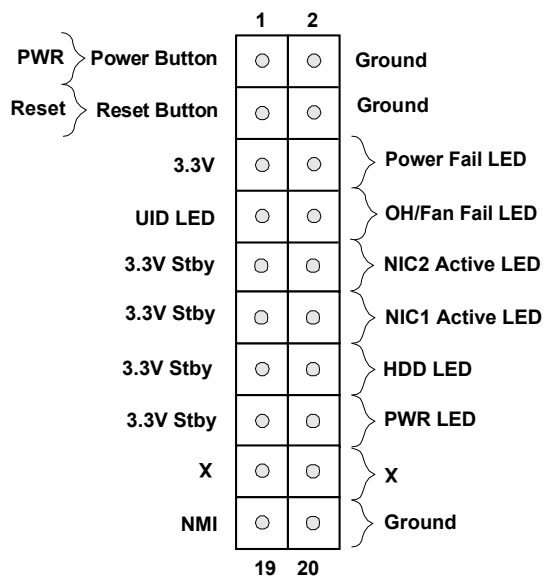 1 2
PWR Power Button Ground
Reset Reset Button Ground
3.3V Power Fail LED
UID LED OH/Fan Fail LED
3.3V Stby NIC2 Active LED
3.3V Stby NIC1 Active LED
3.3V Stby HDD LED
3.3V Stby PWR LED
X X
NMI Ground
19 20